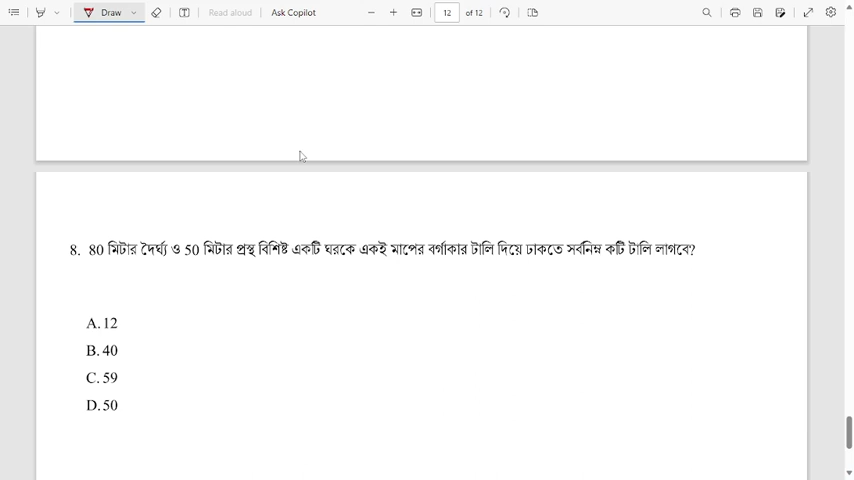 Draw
Read aloud
Ask Copilot
12
of 12
8. 80 মিটার দৈর্ঘ্য ও 50 মিটার প্রস্থ বিশিষ্ট একটি ঘরকে একই মাপের বর্গাকার টালি দিয়ে ঢাকতে সর্বনিম্ন কটি টালি লাগবে?
A. 12
B. 40
C. 59
D. 50